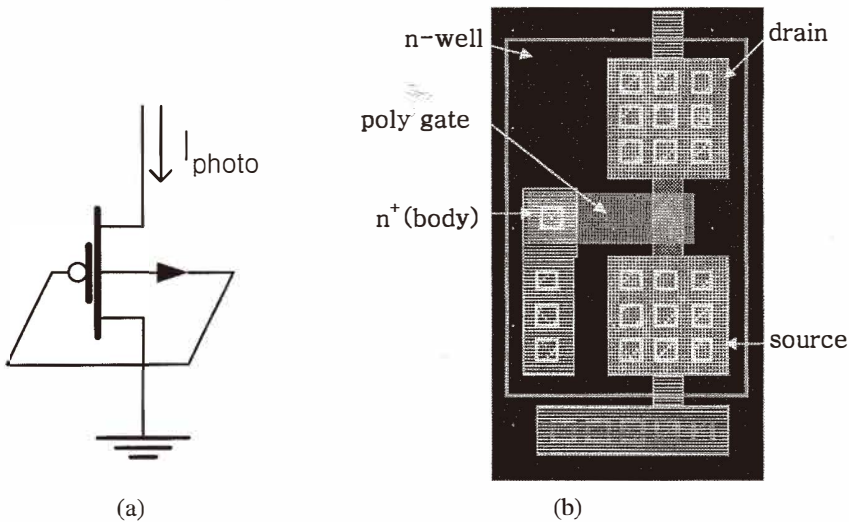 I photo
(a)
n-well
drain
poly gate
n⁺(body)
source
(b)